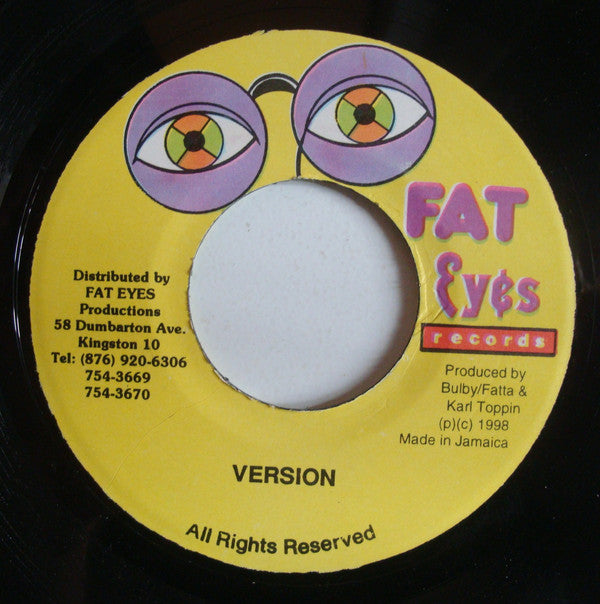 FAT
Ey¢s
records
Distributed by
FAT EYES
Productions
58 Dumbarton Ave.
Kingston 10
Tel: (876) 920-6306
754-3669
754-3670
Produced by
Bulby/Fatta &
Karl Toppin
(p)(c) 1998
Made in Jamaica
VERSION
All Rights Reserved